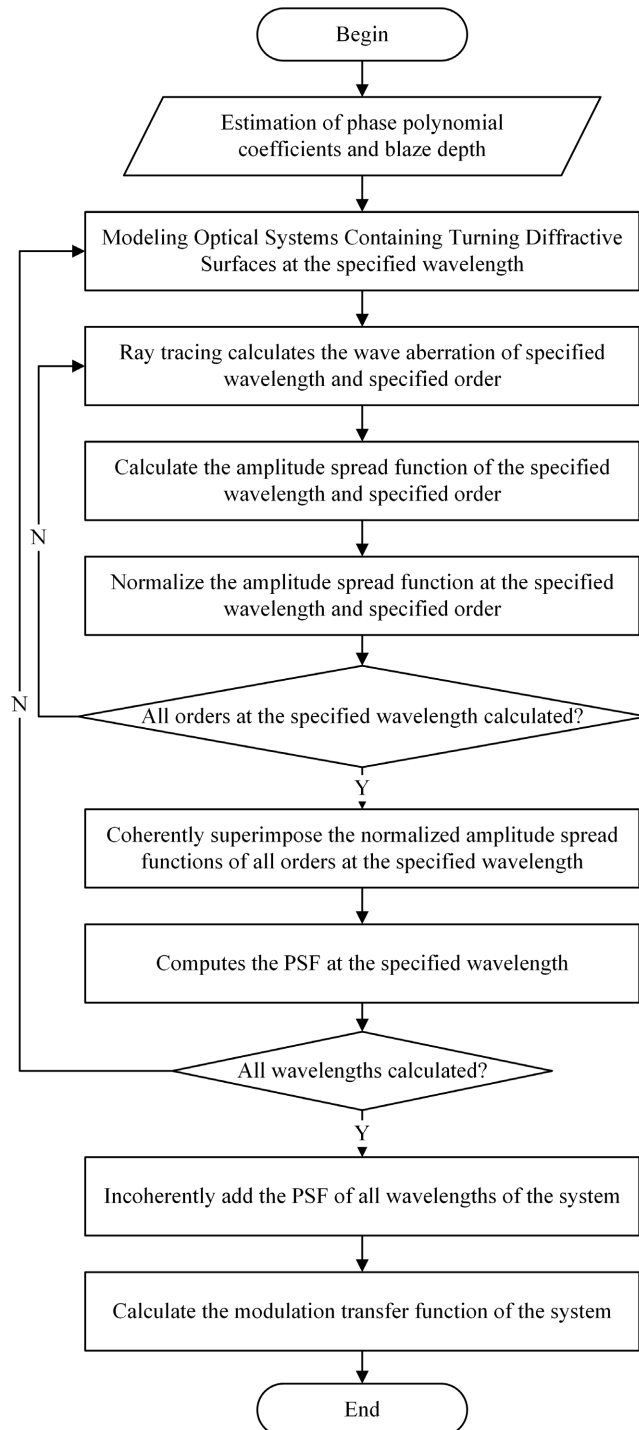 Begin
Estimation of phase polynomial
coefficients and blaze depth
Modeling Optical Systems Containing Turning Diffractive
Surfaces at the specified wavelength
Ray tracing calculates the wave aberration of specified
wavelength and specified order
Calculate the amplitude spread function of the specified
wavelength and specified order
N
Normalize the amplitude spread function at the specified
wavelength and specified order
N
All orders at the specified wavelength calculated?
Y
Coherently superimpose the normalized amplitude spread
functions of all orders at the specified wavelength
Computes the PSF at the specified wavelength
All wavelengths calculated?
Y
Incoherently add the PSF of all wavelengths of the system
Calculate the modulation transfer function of the system
End